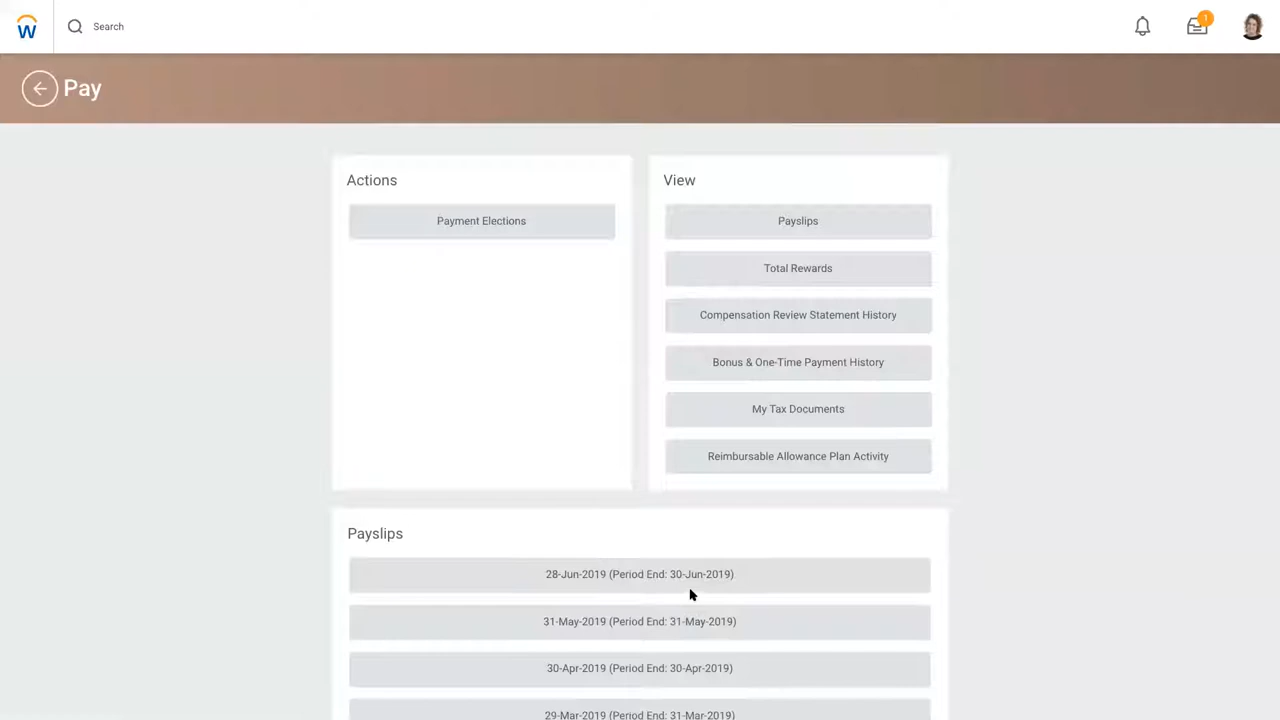 W
Search
1
Pay
Actions
Payment Elections
View
Payslips
Total Rewards
Compensation Review Statement History
Bonus & One-Time Payment History
My Tax Documents
Reimbursable Allowance Plan Activity
Payslips
28-Jun-2019 (Period End: 30-Jun-2019)
31-May-2019 (Period End: 31-May-2019)
30-Apr-2019 (Period End: 30-Apr-2019)
29-Mar-2019 (Period End: 31-Mar-2019)